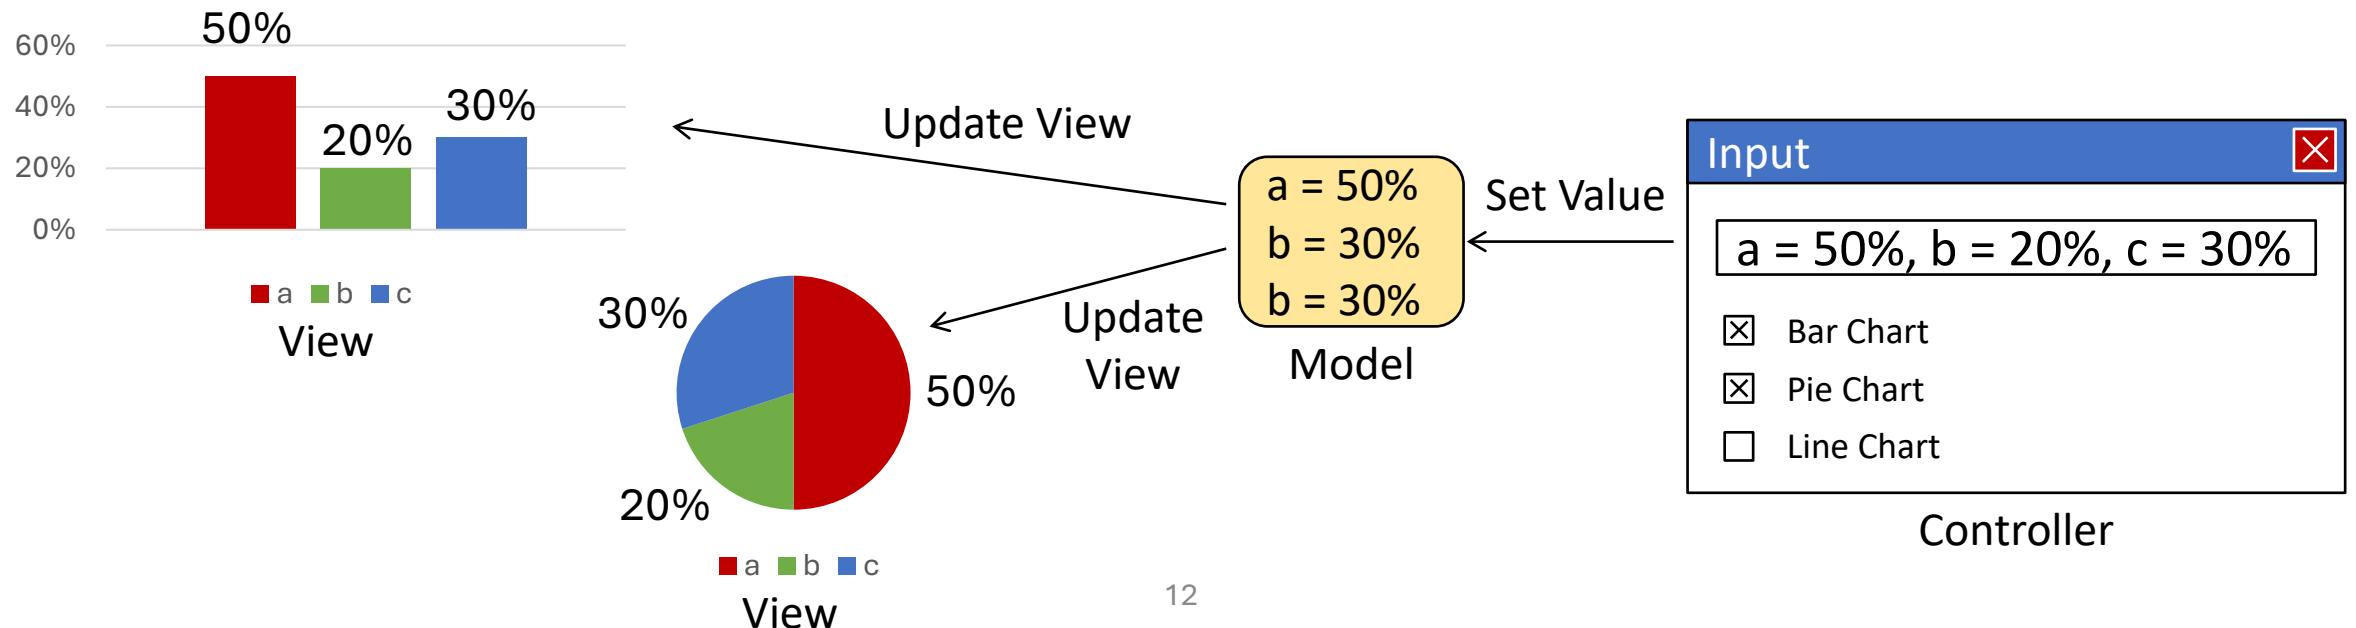 50%
60%
40%
20%
0%
20%
30%
a b c
View
Update View
30%
50%
20%
a b c
View
Update
View
a = 50%
b = 30%
b = 30%
Model
Set Value
Input
a = 50%, b = 20%, c = 30%
Bar Chart
Pie Chart
Line Chart
Controller
12